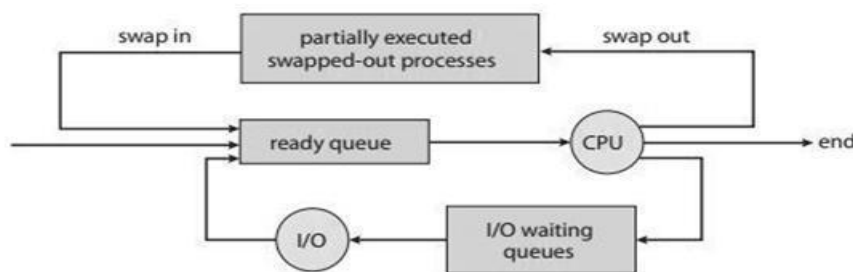 swap in
partially executed
swapped-out processes
swap out
ready queue
CPU
end
I/O
I/O waiting
queues